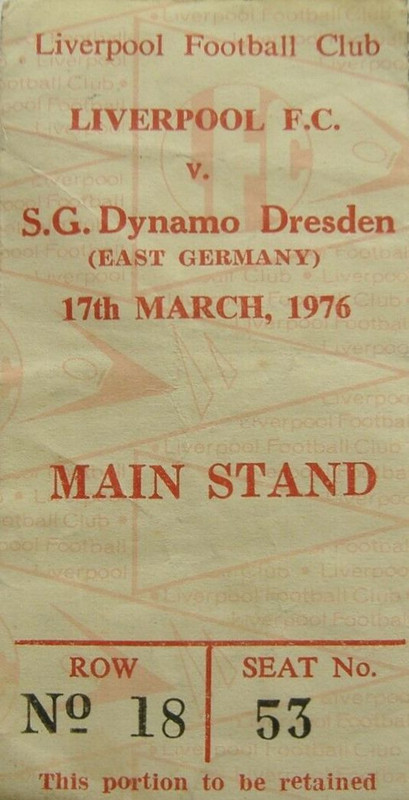 Liverpool Football Club
LIVERPOOL F.C.
v.
S.G. Dynamo Dresden
(EAST GERMANY)
17th MARCH, 1976
MAIN STAND
ROW SEAT No.
Nº 18 53
This portion to be retained